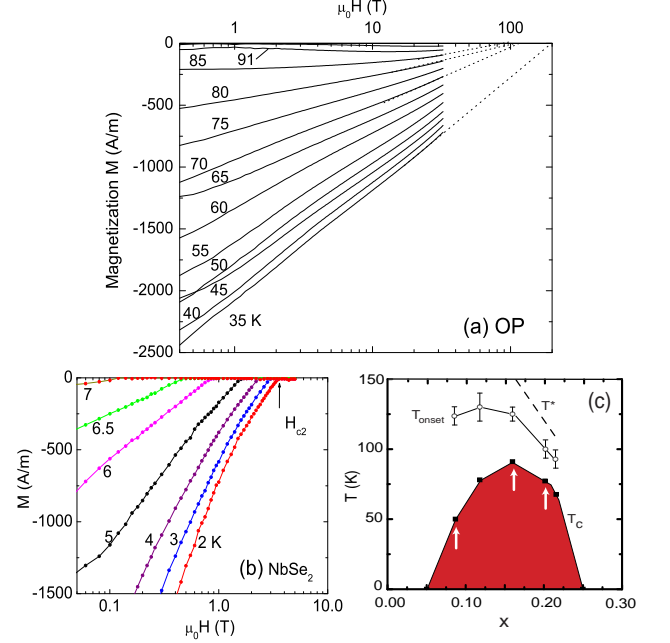 μ₀H (T)
1 10 100
0
-500
-1000
-1500
-2000
-2500
Magnetization M (A/m)
85
91
80
75
70
65
60
55
50
45
40
35 K
(a) OP
0
-500
-1000
-1500
M (A/m)
7
6.5
6
5
4
3
2 K
H_c2
(b) NbSe₂
0.1 1.0 10.0
μ₀H (T)
150
100
50
0
T (K)
T_onset
T*
(c)
T_c
0.00 0.10 0.20 0.30
x